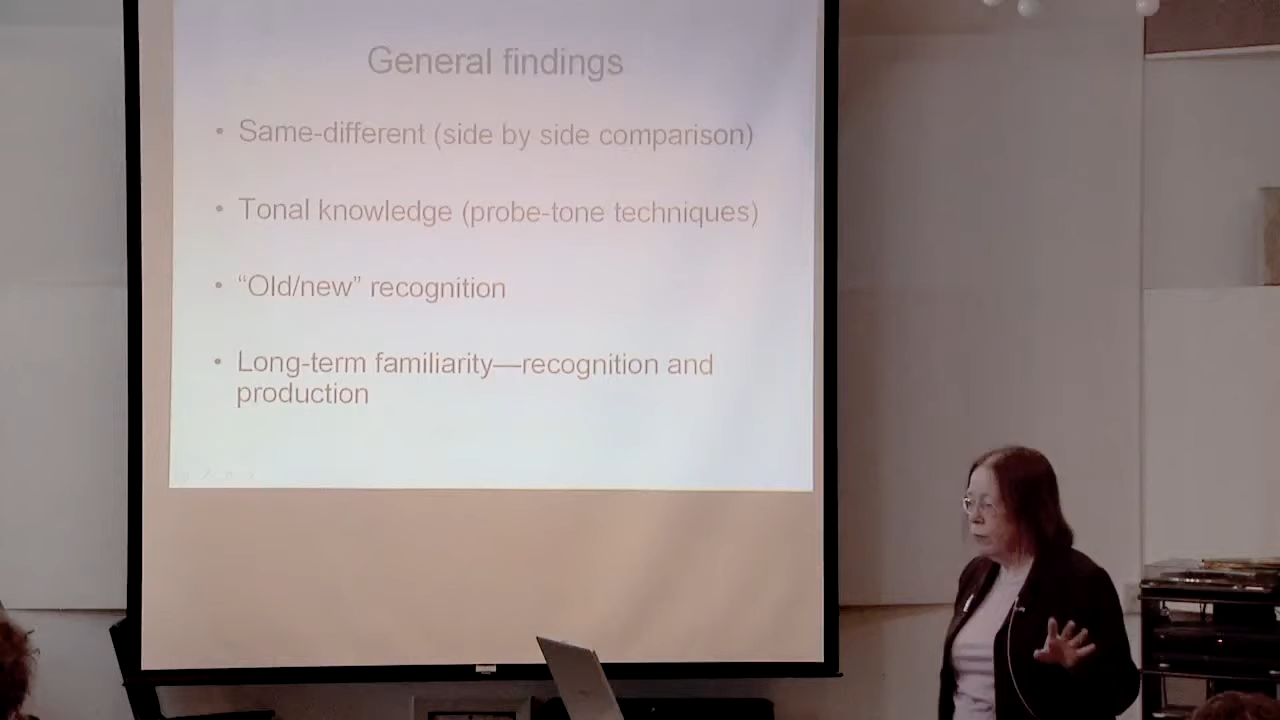 General findings
• Same-different (side by side comparison)
• Tonal knowledge (probe-tone techniques)
• “Old/new” recognition
• Long-term familiarity—recognition and
production